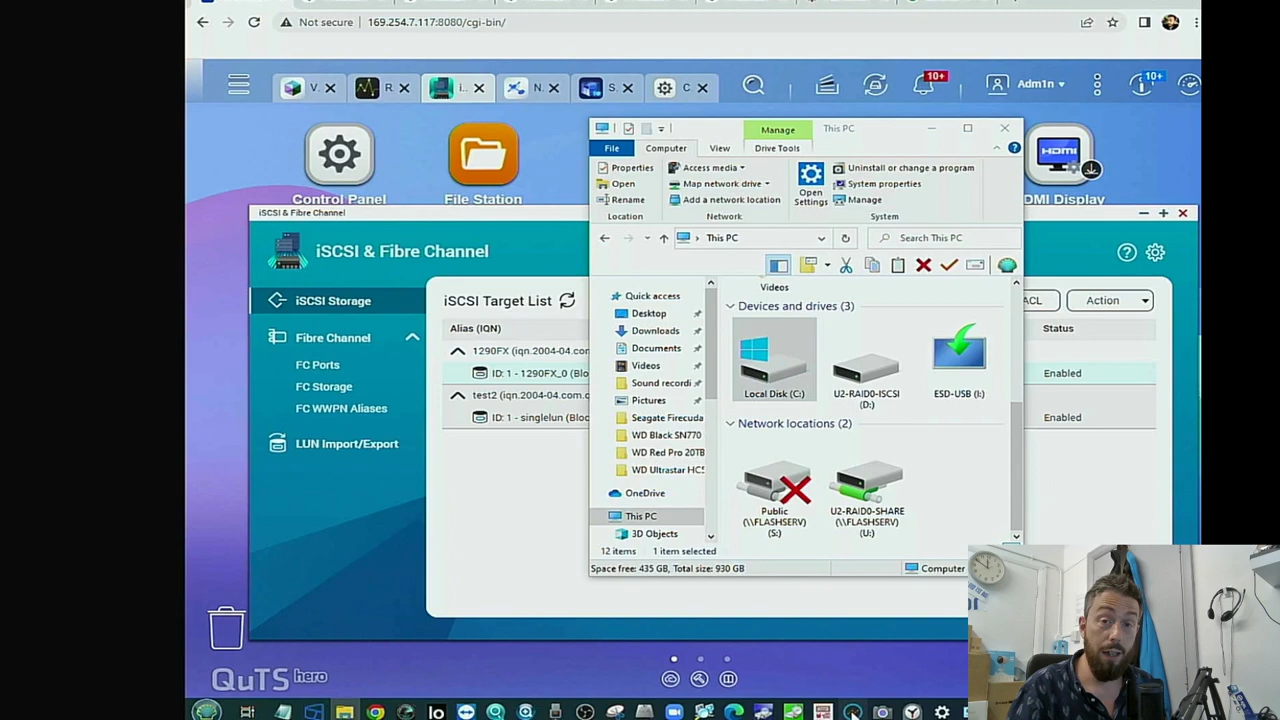 Not secure | 169.254.7.117:8080/cgi-bin/
V. R. i.. N. S. C
10+
Adm1n
10+
Manage
This PC
File
Computer
View
Drive Tools
HDMI
Properties
Open
Rename
Location
Access media
Map network drive
Add a network location
Network
Open Settings
Uninstall or change a program
System properties
Manage
System
Control Panel
File Station
DMI Display
This PC
Search This PC
iSCSI & Fibre Channel
iSCSI & Fibre Channel
iSCSI Storage
Fibre Channel
FC Ports
FC Storage
FC WWPN Aliases
LUN Import/Export
iSCSI Target List
ACL
Action
Alias (IQN)
Status
1290FX (iqn.2004-04.com
ID: 1 - 1290FX_0 (Bloc
Enabled
test2 (iqn.2004-04.com.q
ID: 1 - singlelun (Bloc
Enabled
Quick access
Desktop
Downloads
Documents
Videos
Sound recordi
Pictures
Seagate Firecuda
WD Black SN770
WD Red Pro 20TB
WD Ultrastar HC5
OneDrive
This PC
3D Objects
Videos
Devices and drives (3)
Local Disk (C:)
U2-RAID0-ISCSI
(D:)
ESD-USB (I:)
Network locations (2)
Public
(\\FLASHSERV)
(S:)
U2-RAID0-SHARE
(\\FLASHSERV)
(U:)
12 items
1 item selected
Space free: 435 GB, Total size: 930 GB
Computer
QuTS hero